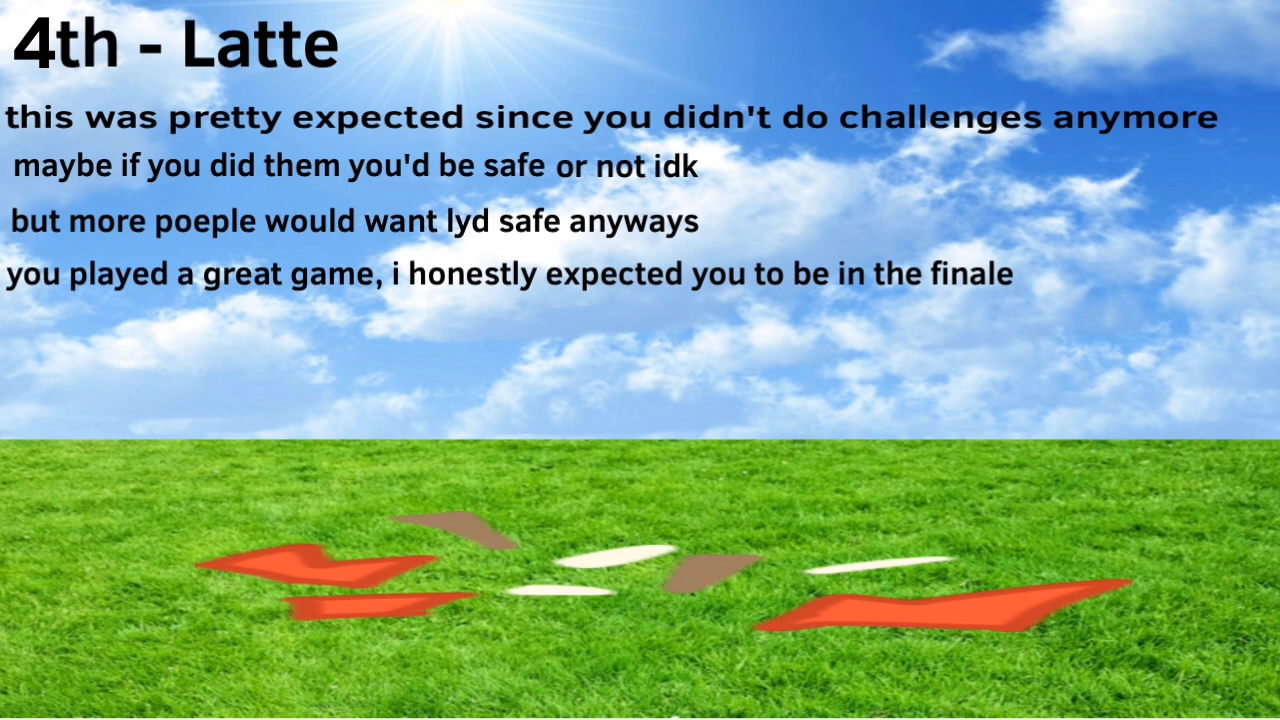 4th - Latte
this was pretty expected since you didn't do challenges anymore
maybe if you did them you'd be safe or not idk
but more poeple would want lyd safe anyways
you played a great game, i honestly expected you to be in the finale